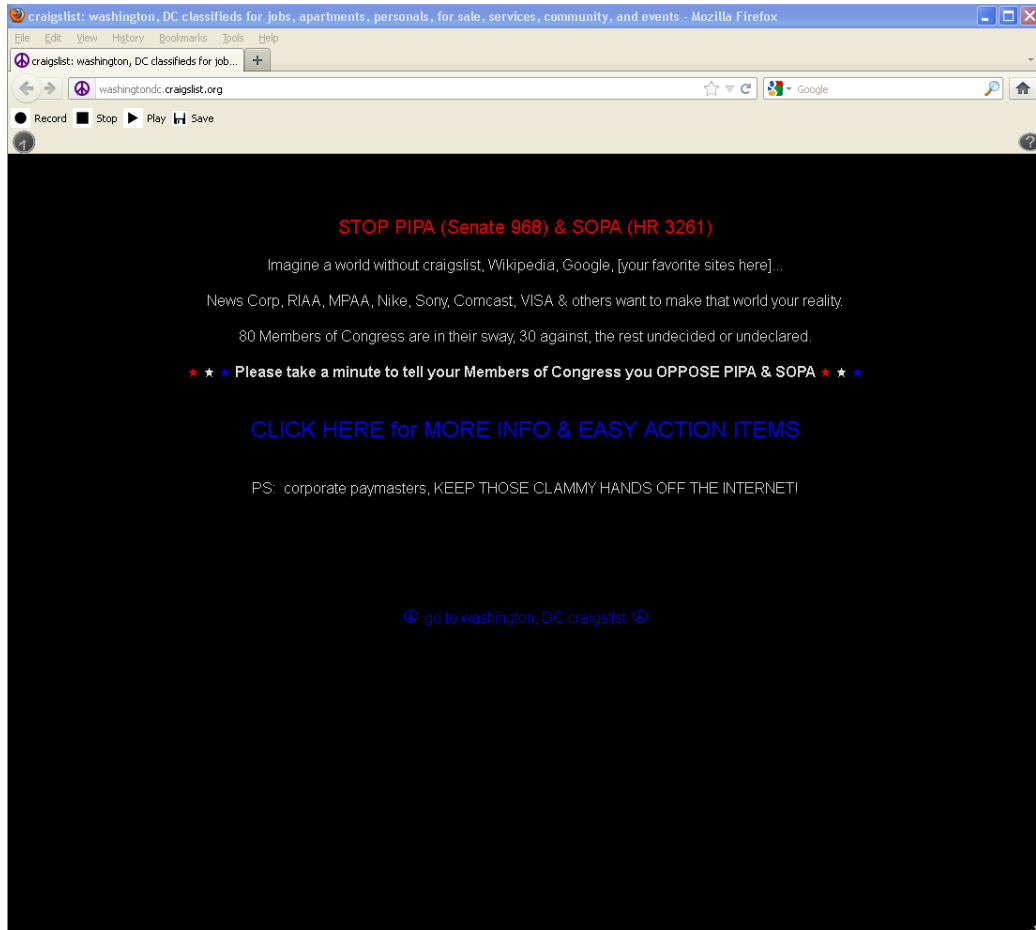 craigslist: washington, DC classifieds for jobs, apartments, personals, for sale, services, community, and events - Mozilla Firefox
File Edit View History Bookmarks Tools Help
craigslist: washington, DC classifieds for job... +
washingtondc.craigslist.org Google
Record Stop Play Save
?
STOP PIPA (Senate 968) & SOPA (HR 3261)
Imagine a world without craigslist, Wikipedia, Google, [your favorite sites here]...
News Corp, RIAA, MPAA, Nike, Sony, Comcast, VISA & others want to make that world your reality.
80 Members of Congress are in their sway, 30 against, the rest undecided or undeclared.
★ ★ ★ Please take a minute to tell your Members of Congress you OPPOSE PIPA & SOPA ★ ★ ★
CLICK HERE for MORE INFO & EASY ACTION ITEMS
PS: corporate paymasters, KEEP THOSE CLAMMY HANDS OFF THE INTERNET!
☮ go to washington, DC craigslist ☮